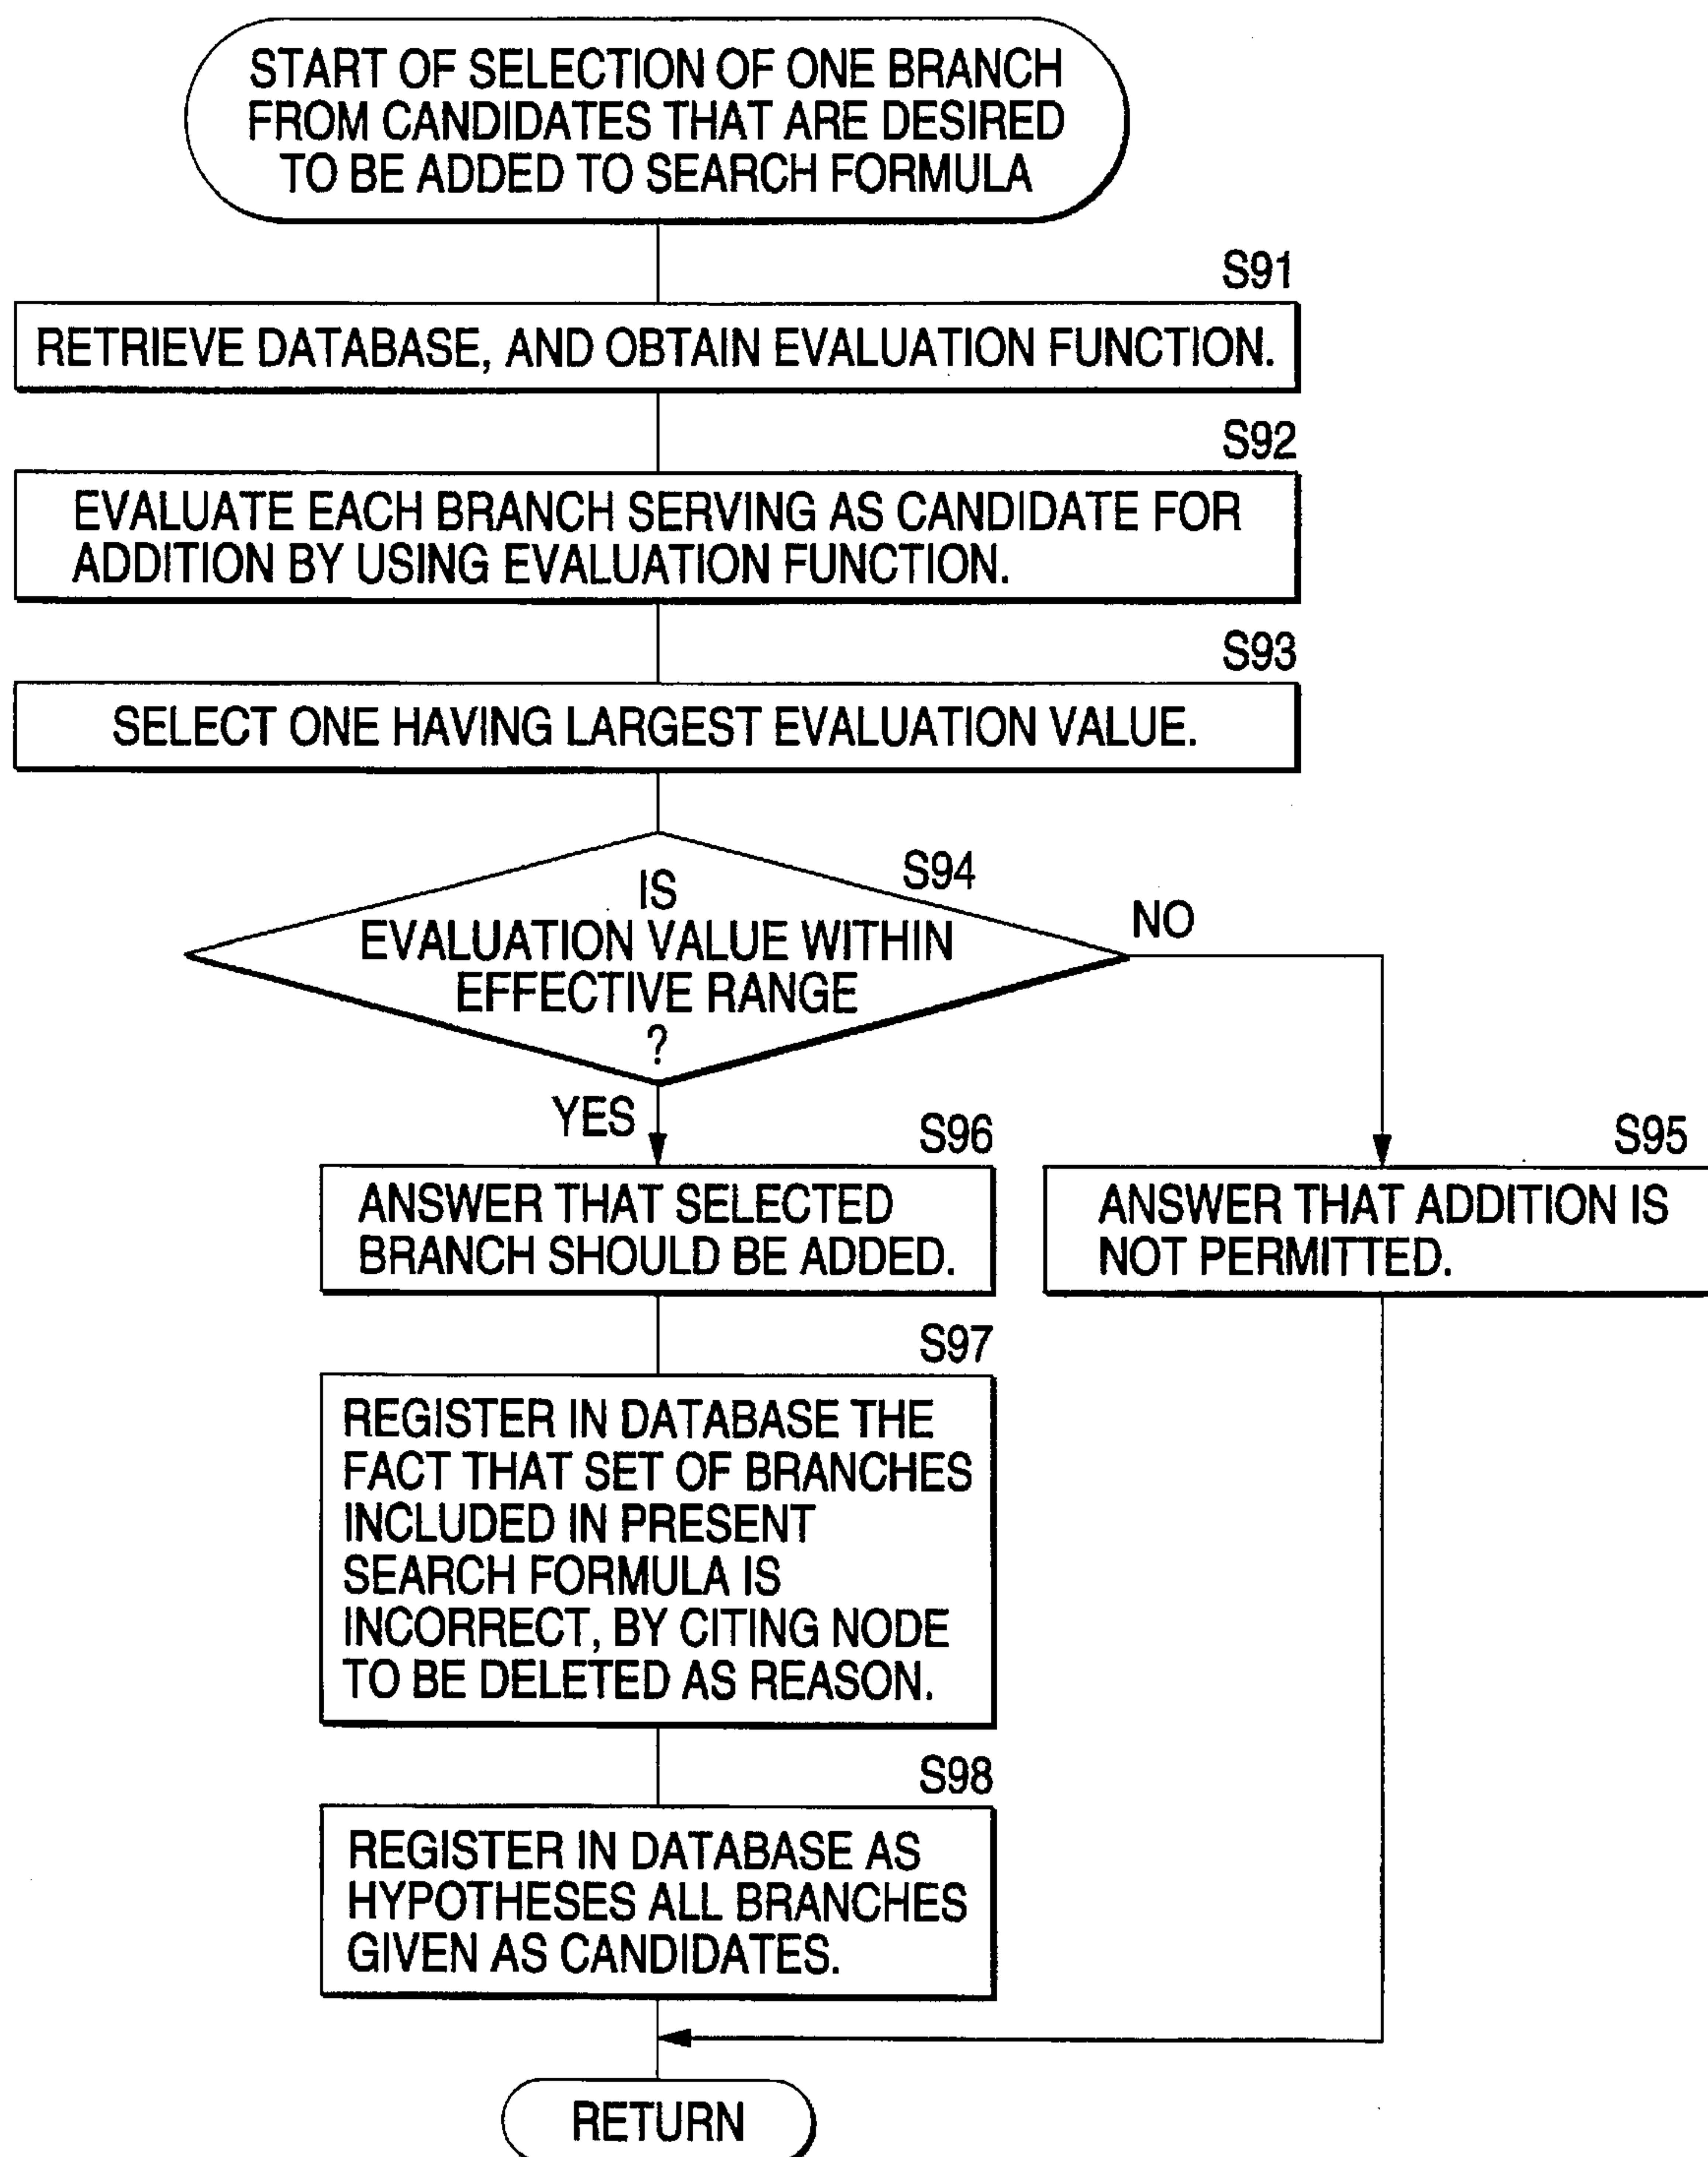 START OF SELECTION OF ONE BRANCH
FROM CANDIDATES THAT ARE DESIRED
TO BE ADDED TO SEARCH FORMULA
S91
RETRIEVE DATABASE, AND OBTAIN EVALUATION FUNCTION.
S92
EVALUATE EACH BRANCH SERVING AS CANDIDATE FOR
ADDITION BY USING EVALUATION FUNCTION.
S93
SELECT ONE HAVING LARGEST EVALUATION VALUE.
S94
IS
EVALUATION VALUE WITHIN
EFFECTIVE RANGE
?
NO
YES
S96
ANSWER THAT SELECTED
BRANCH SHOULD BE ADDED.
S95
ANSWER THAT ADDITION IS
NOT PERMITTED.
S97
REGISTER IN DATABASE THE
FACT THAT SET OF BRANCHES
INCLUDED IN PRESENT
SEARCH FORMULA IS
INCORRECT, BY CITING NODE
TO BE DELETED AS REASON.
S98
REGISTER IN DATABASE AS
HYPOTHESES ALL BRANCHES
GIVEN AS CANDIDATES.
RETURN